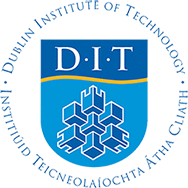 · DUBLIN INSTITUTE OF TECHNOLOGY ·
D·I·T
INSTITIÚID TEICNEOLAÍOCHTA ÁTHA CLIATH